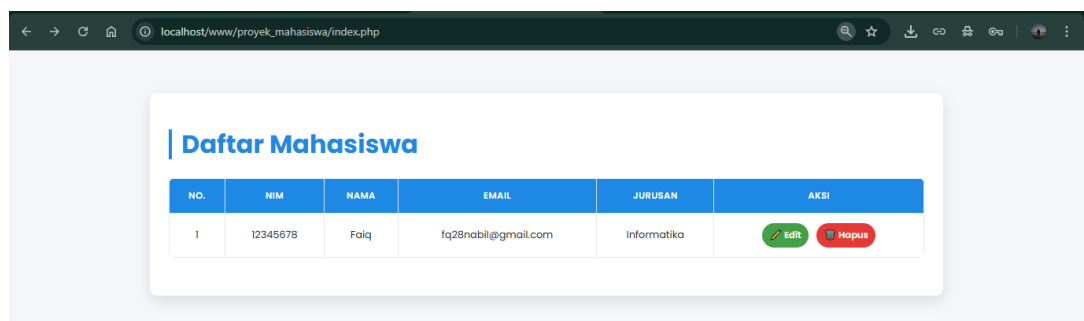 localhost/www/proyek_mahasiswa/index.php
Daftar Mahasiswa
NO. NIM NAMA EMAIL JURUSAN AKSI
1 12345678 Faiq fq28nabil@gmail.com Informatika Edit Hapus